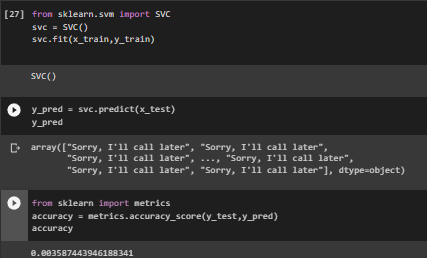 [27] from sklearn.svm import SVC
svc = SVC()
svc.fit(x_train,y_train)
SVC()
y_pred = svc.predict(x_test)
y_pred
array(["Sorry, I'll call later", "Sorry, I'll call later",
"Sorry, I'll call later", ..., "Sorry, I'll call later",
"Sorry, I'll call later", "Sorry, I'll call later"], dtype=object)
from sklearn import metrics
accuracy = metrics.accuracy_score(y_test,y_pred)
accuracy
0.003587443946188341